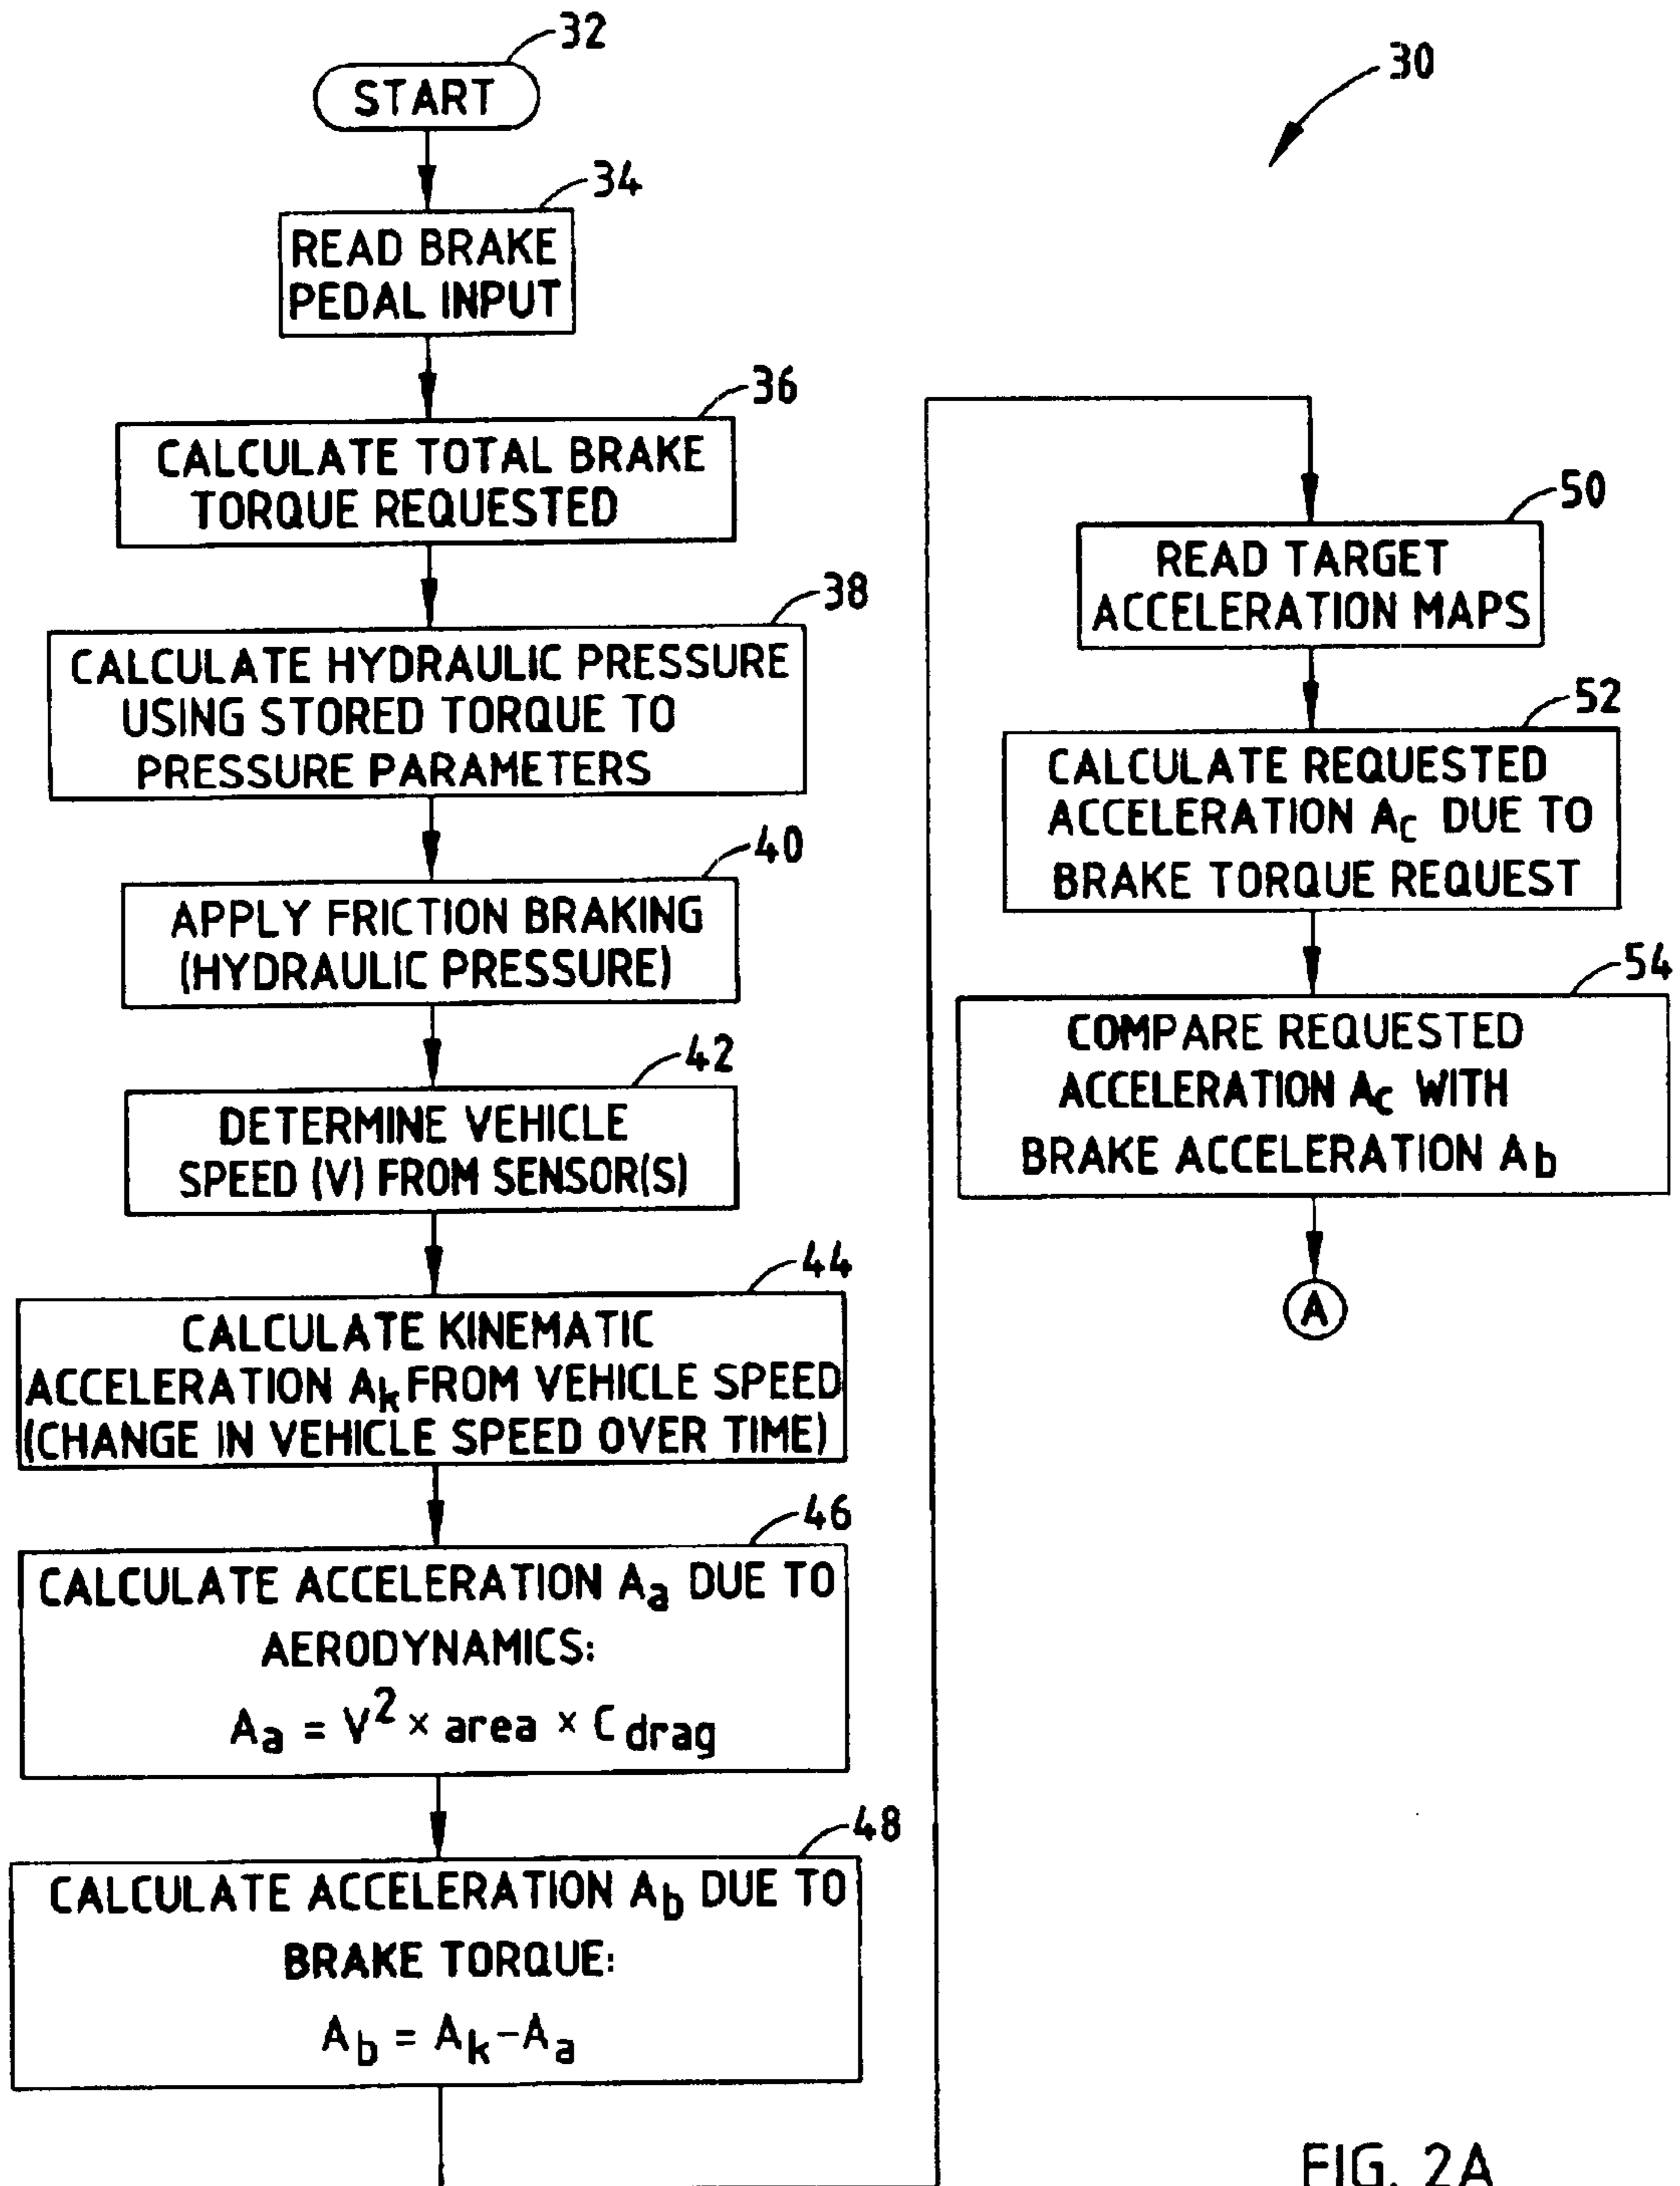 32
START
34
READ BRAKE
PEDAL INPUT
36
CALCULATE TOTAL BRAKE
TORQUE REQUESTED
38
CALCULATE HYDRAULIC PRESSURE
USING STORED TORQUE TO
PRESSURE PARAMETERS
40
APPLY FRICTION BRAKING
(HYDRAULIC PRESSURE)
42
DETERMINE VEHICLE
SPEED (V) FROM SENSOR(S)
44
CALCULATE KINEMATIC
ACCELERATION Ak FROM VEHICLE SPEED
(CHANGE IN VEHICLE SPEED OVER TIME)
46
CALCULATE ACCELERATION Aa DUE TO
AERODYNAMICS:
Aa = V² × area × Cdrag
48
CALCULATE ACCELERATION Ab DUE TO
BRAKE TORQUE:
Ab = Ak – Aa
30
50
READ TARGET
ACCELERATION MAPS
52
CALCULATE REQUESTED
ACCELERATION Ac DUE TO
BRAKE TORQUE REQUEST
54
COMPARE REQUESTED
ACCELERATION Ac WITH
BRAKE ACCELERATION Ab
A
FIG. 2A